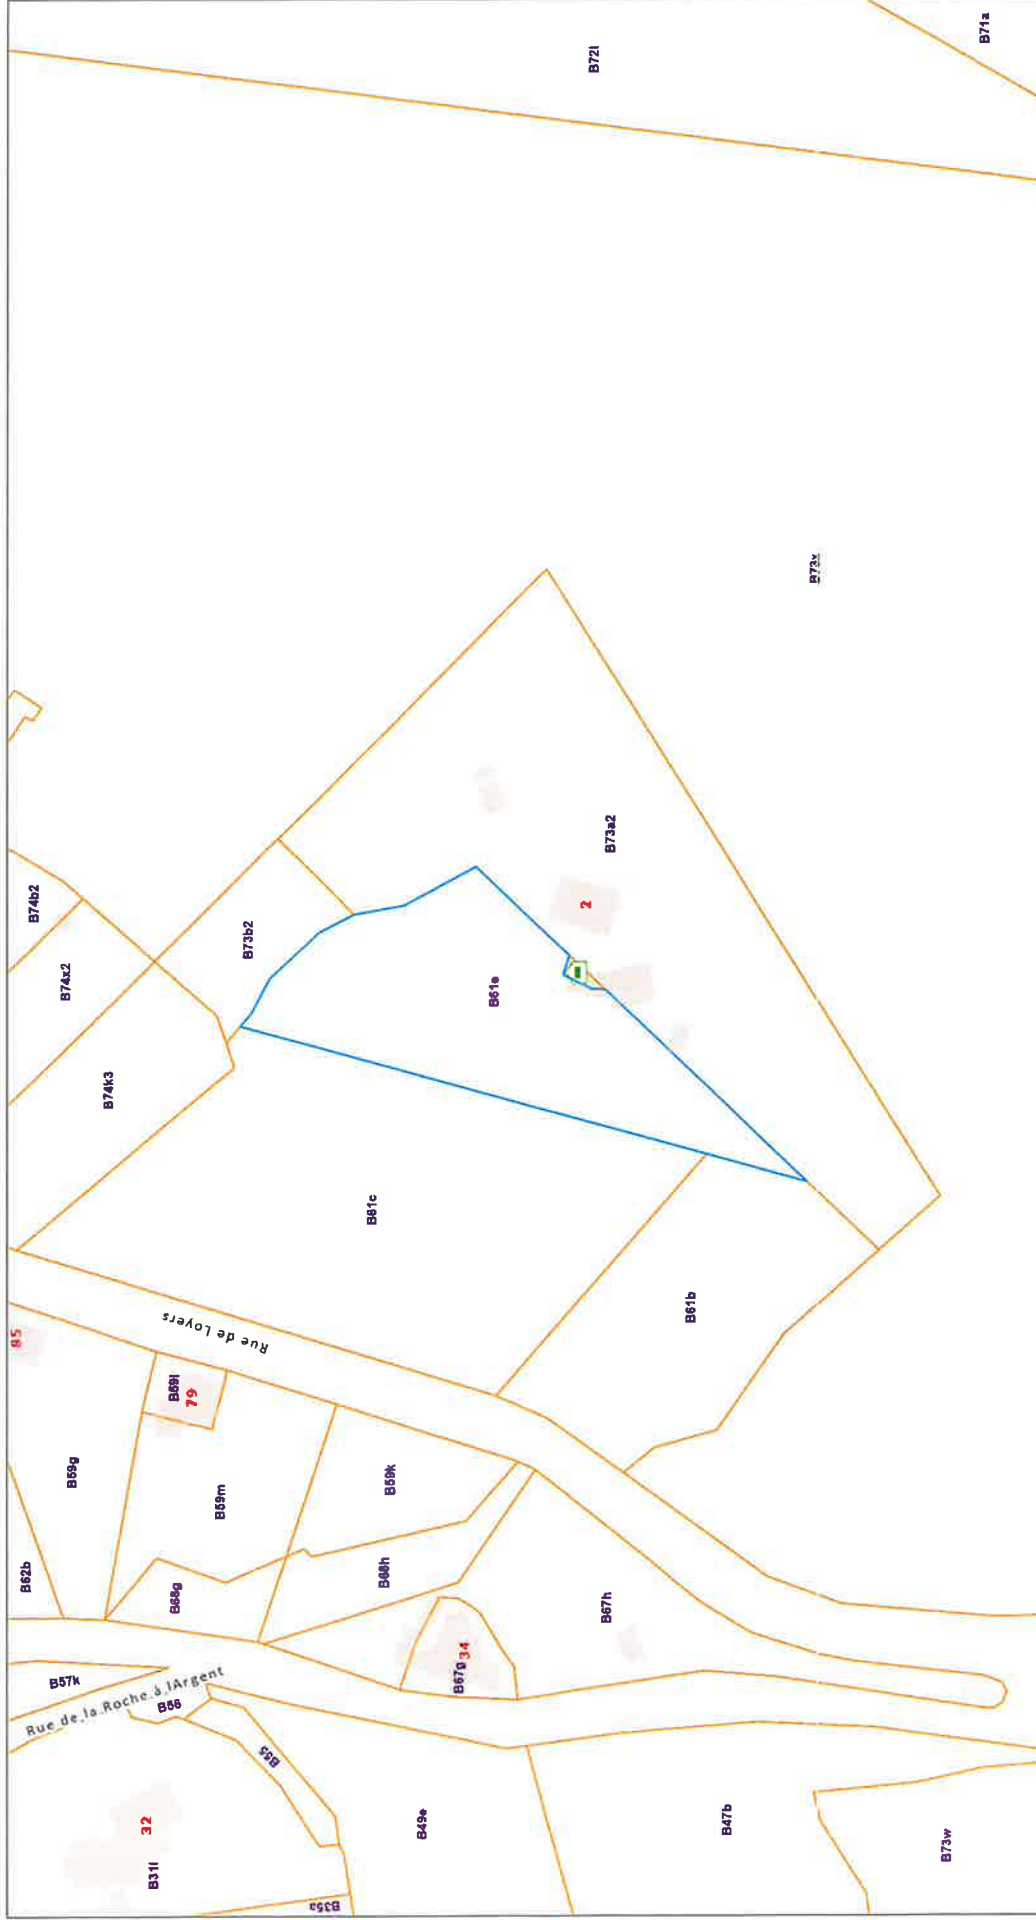 B71a
B72l
B73v
B74b2
B74x2
B73b2
B73a2
2
B61e
B74k3
B61c
B61b
Rue de Loyers
85
B59l
79
B59g
B59m
B59k
B62b
B68g
B68h
B67h
B67g
34
B57k
Rue de la Roche à lArgent
B56
B55
32
B31l
B49e
B47b
B73w
B35a